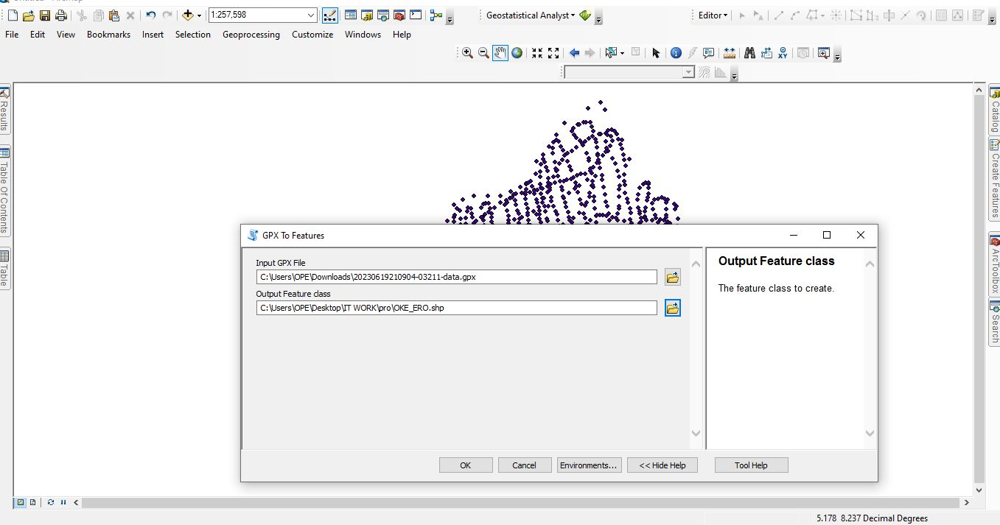 1:257,598
Geostatistical Analyst
Editor
File Edit View Bookmarks Insert Selection Geoprocessing Customize Windows Help
XY
Results
Table Of Contents
Table
Catalog
Create Features
ArcToolbox
Search
GPX To Features
Input GPX File
C:\Users\OPE\Downloads\20230619210904-03211-data.gpx
Output Feature class
C:\Users\OPE\Desktop\IT WORK\pro\OKE_ERO.shp
Output Feature class
The feature class to create.
OK Cancel Environments... << Hide Help Tool Help
5.178 8.237 Decimal Degrees